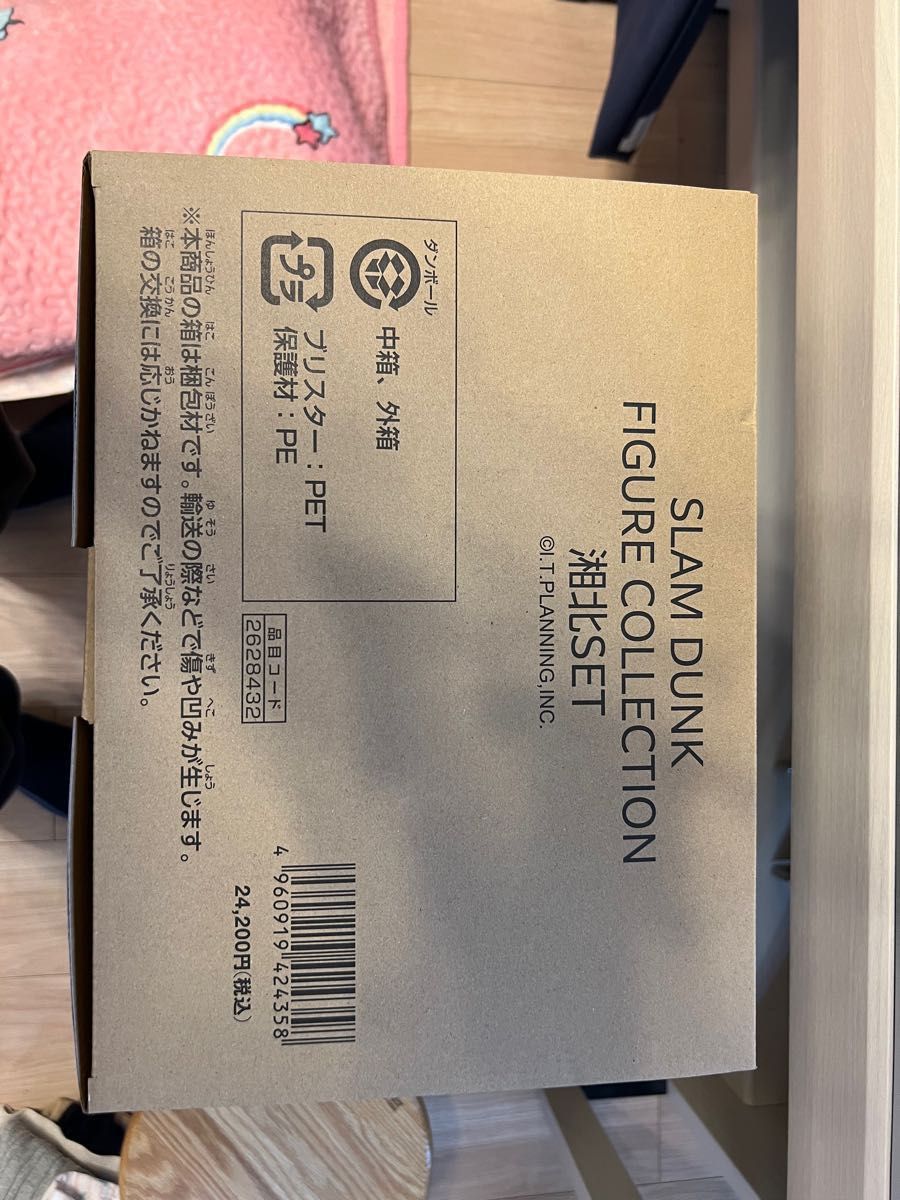 SLAM DUNK
FIGURE COLLECTION
湘北SET
©I.T.PLANNING,INC.
ダンボール
中箱、外箱
プラ
ブリスター：PET
保護材：PE
品目コード
2628432
※本商品の箱は梱包材です。輸送の際などで傷や凹みが生じます。
箱の交換には応じかねますのでご了承ください。
4 960919 424358
24,200円(税込)